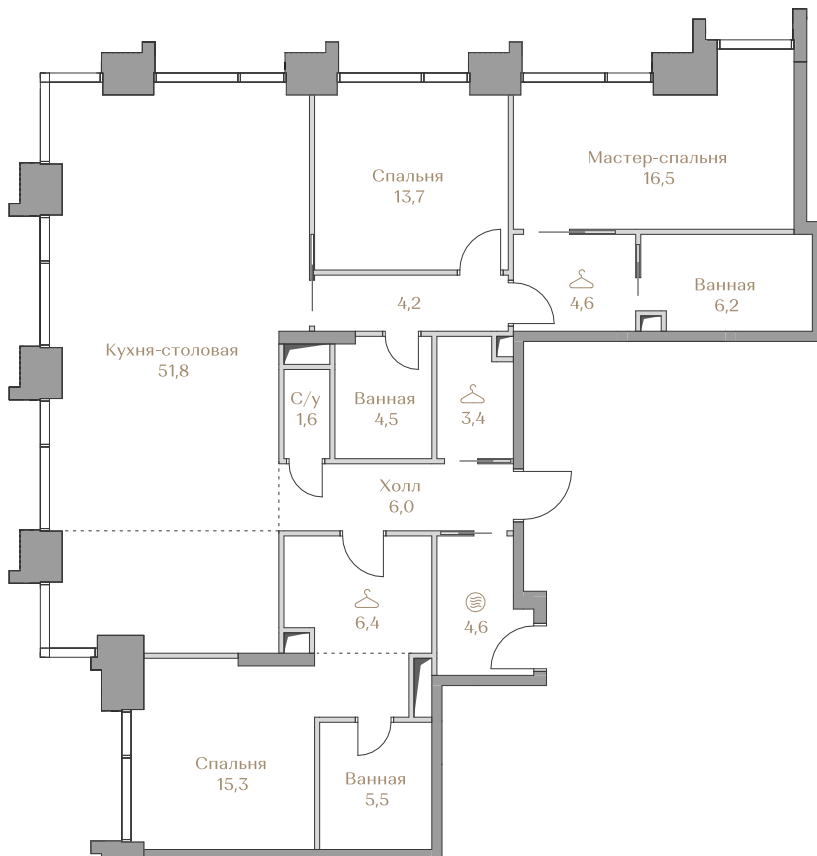 Мастер-спальня
16,5
Спальня
13,7
4,6
Ванная
6,2
4,2
Кухня-столовая
51,8
С/у
1,6
Ванная
4,5
3,4
Холл
6,0
6,4
4,6
Спальня
15,3
Ванная
5,5